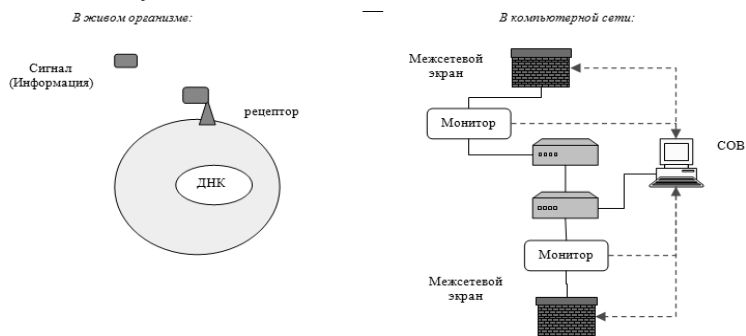 В живом организме:
Сигнал
(Информация)
рецептор
ДНК
В компьютерной сети:
Межсетевой
экран
Монитор
СОВ
Монитор
Межсетевой
экран